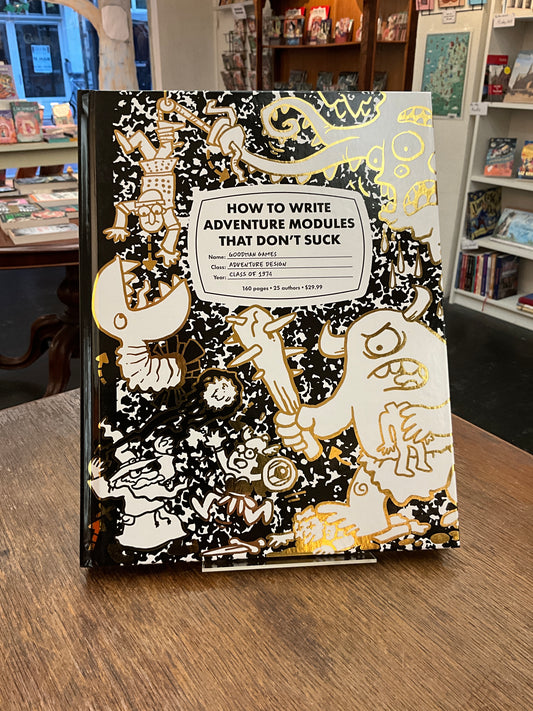 HOW TO WRITE
ADVENTURE MODULES
THAT DON'T SUCK
Name: GOODMAN GAMES
Class: ADVENTURE DESIGN
Year: CLASS OF 1974
160 pages • 25 authors • $29.99